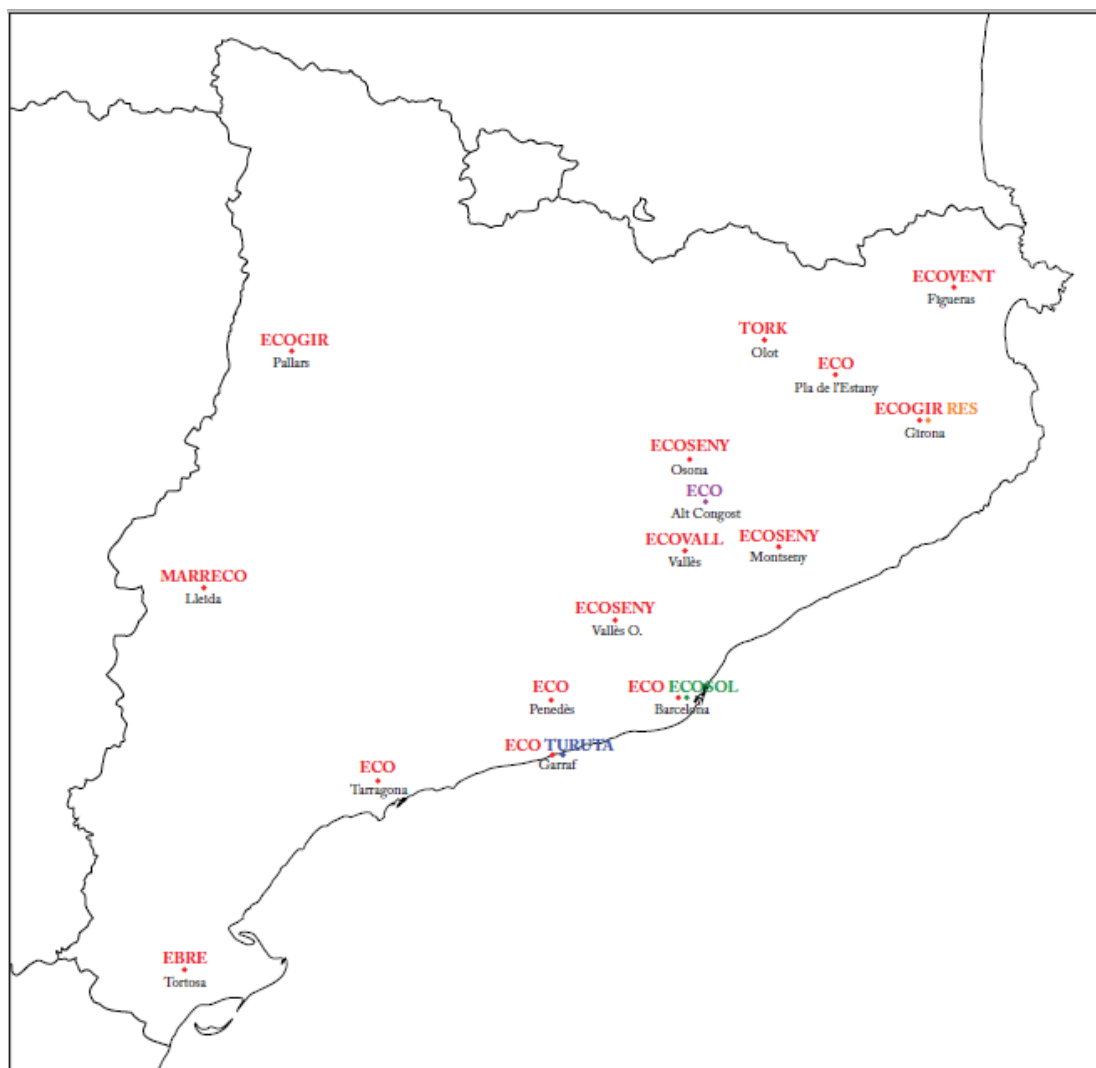 ECOVENT
Figueras
TORK
Olot
ECOGIR
Pallars
ECO
Pla de l'Estany
ECOGIR RES
Girona
ECOSENY
Osona
ECO
Alt Congost
ECOVALL
Vallès
ECOSENY
Montseny
MARRECO
Lleida
ECOSENY
Vallès O.
ECO
Penedès
ECO ECOSOL
Barcelona
ECO TURUTA
Garraf
ECO
Tarragona
EBRE
Tortosa